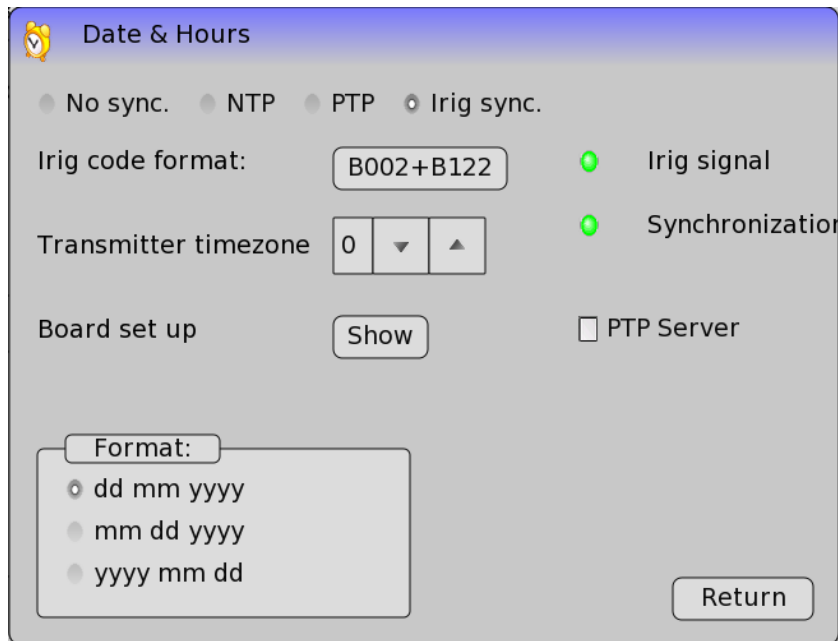 Date & Hours
No sync. NTP PTP Irig sync.
Irig code format: B002+B122 Irig signal
Transmitter timezone 0 Synchronization
Board set up Show PTP Server
Format:
dd mm yyyy
mm dd yyyy
yyyy mm dd
Return